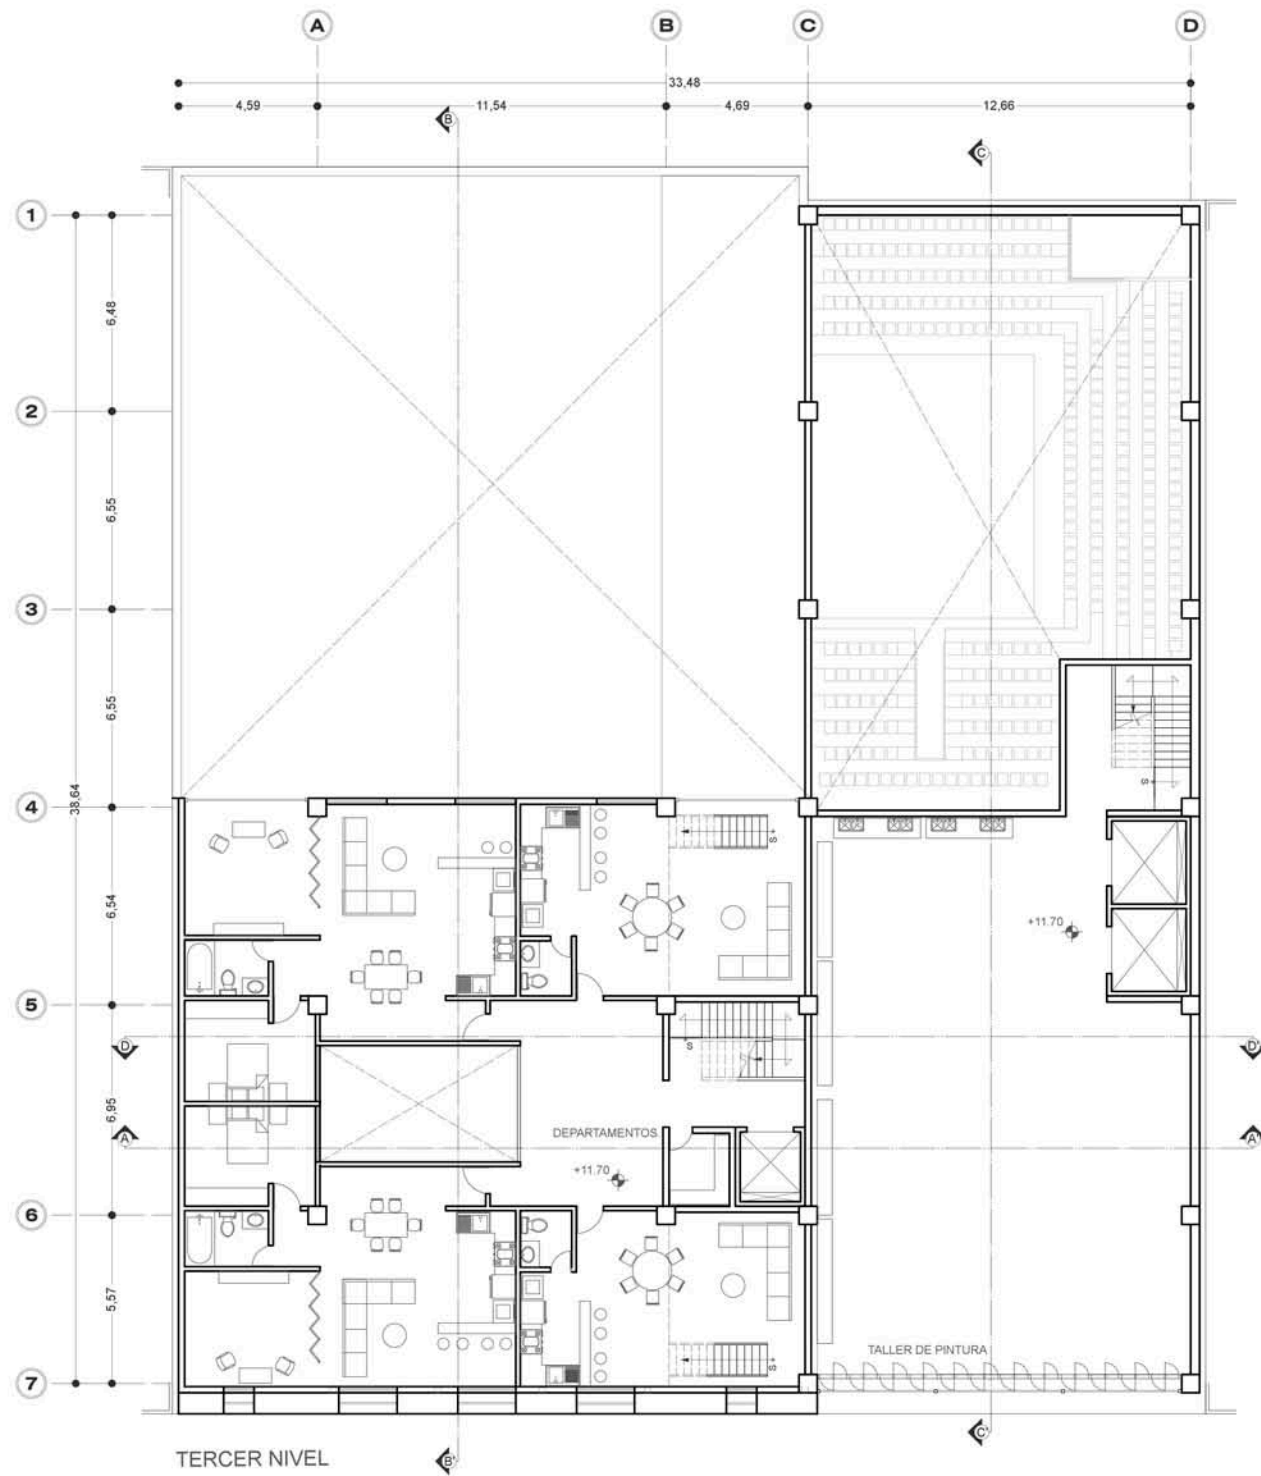 A B C D
33,48
4,59 11,54 4,69 12,66
B
C
1
6,48
2
6,55
3
6,55
38,64
4
S
S
6,54
+11.70
5
S
D D'
6,95
DEPARTAMENTOS
A A'
+11.70
6
5,57
TALLER DE PINTURA
S
7
C'
TERCER NIVEL
B'